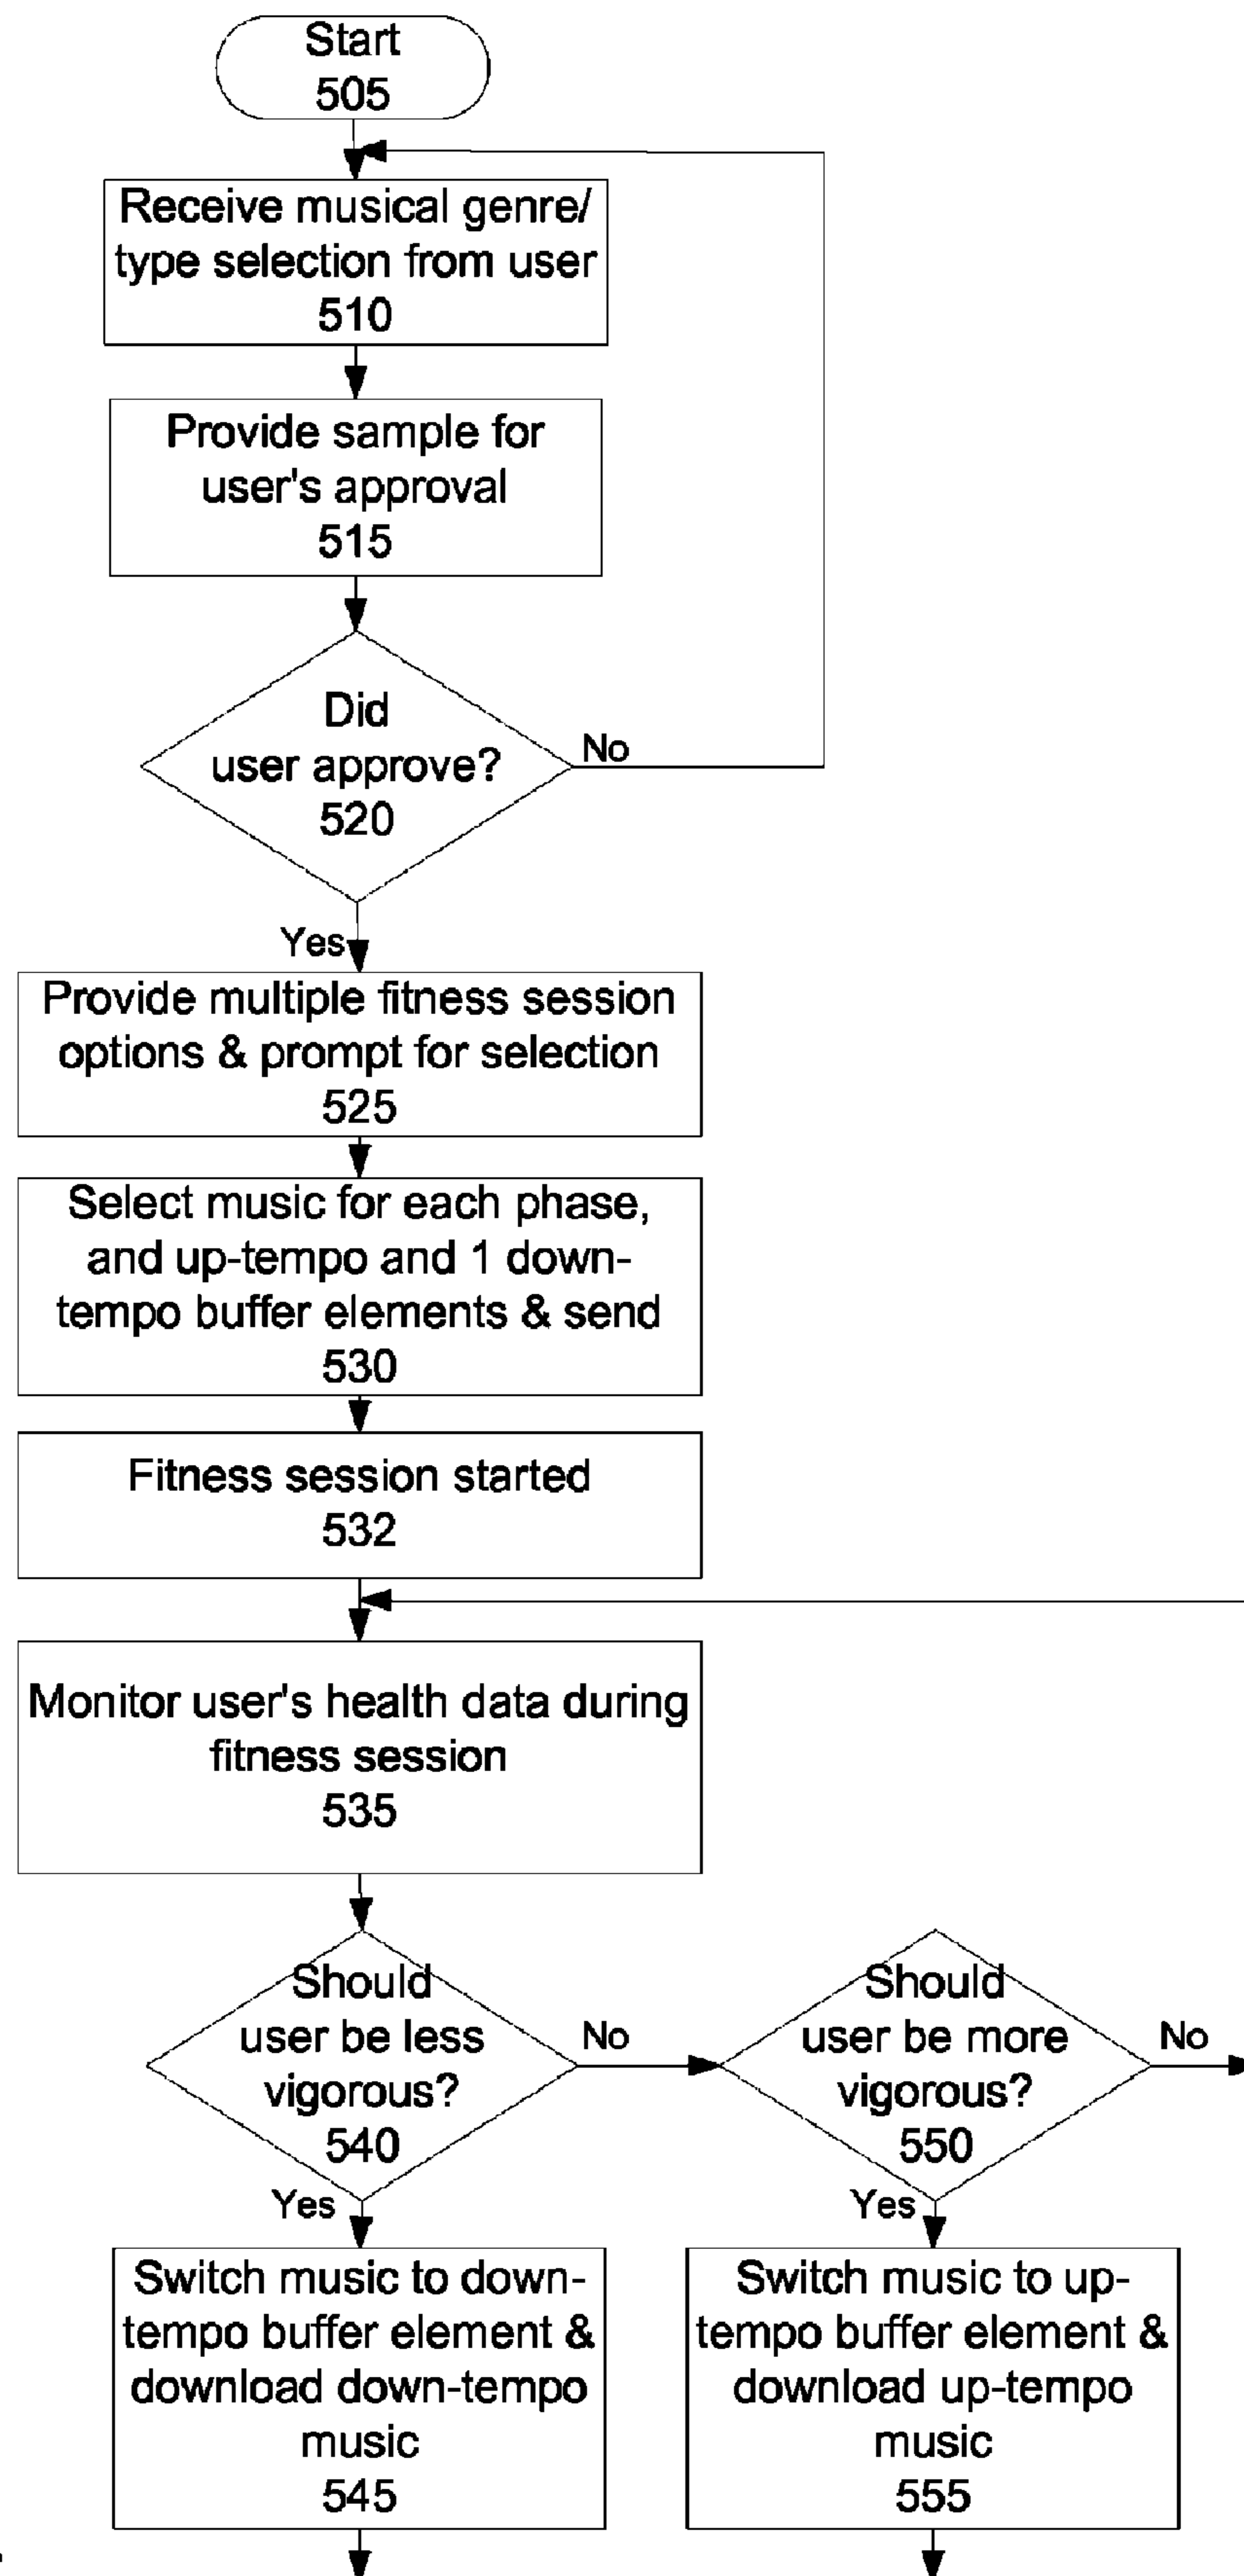 Start
505
Receive musical genre/
type selection from user
510
Provide sample for
user's approval
515
Did
user approve?
520
No
Yes
Provide multiple fitness session
options & prompt for selection
525
Select music for each phase,
and up-tempo and 1 down-
tempo buffer elements & send
530
Fitness session started
532
Monitor user's health data during
fitness session
535
Should
user be less
vigorous?
540
No
Yes
Should
user be more
vigorous?
550
No
Yes
Switch music to down-
tempo buffer element &
download down-tempo
music
545
Switch music to up-
tempo buffer element &
download up-tempo
music
555